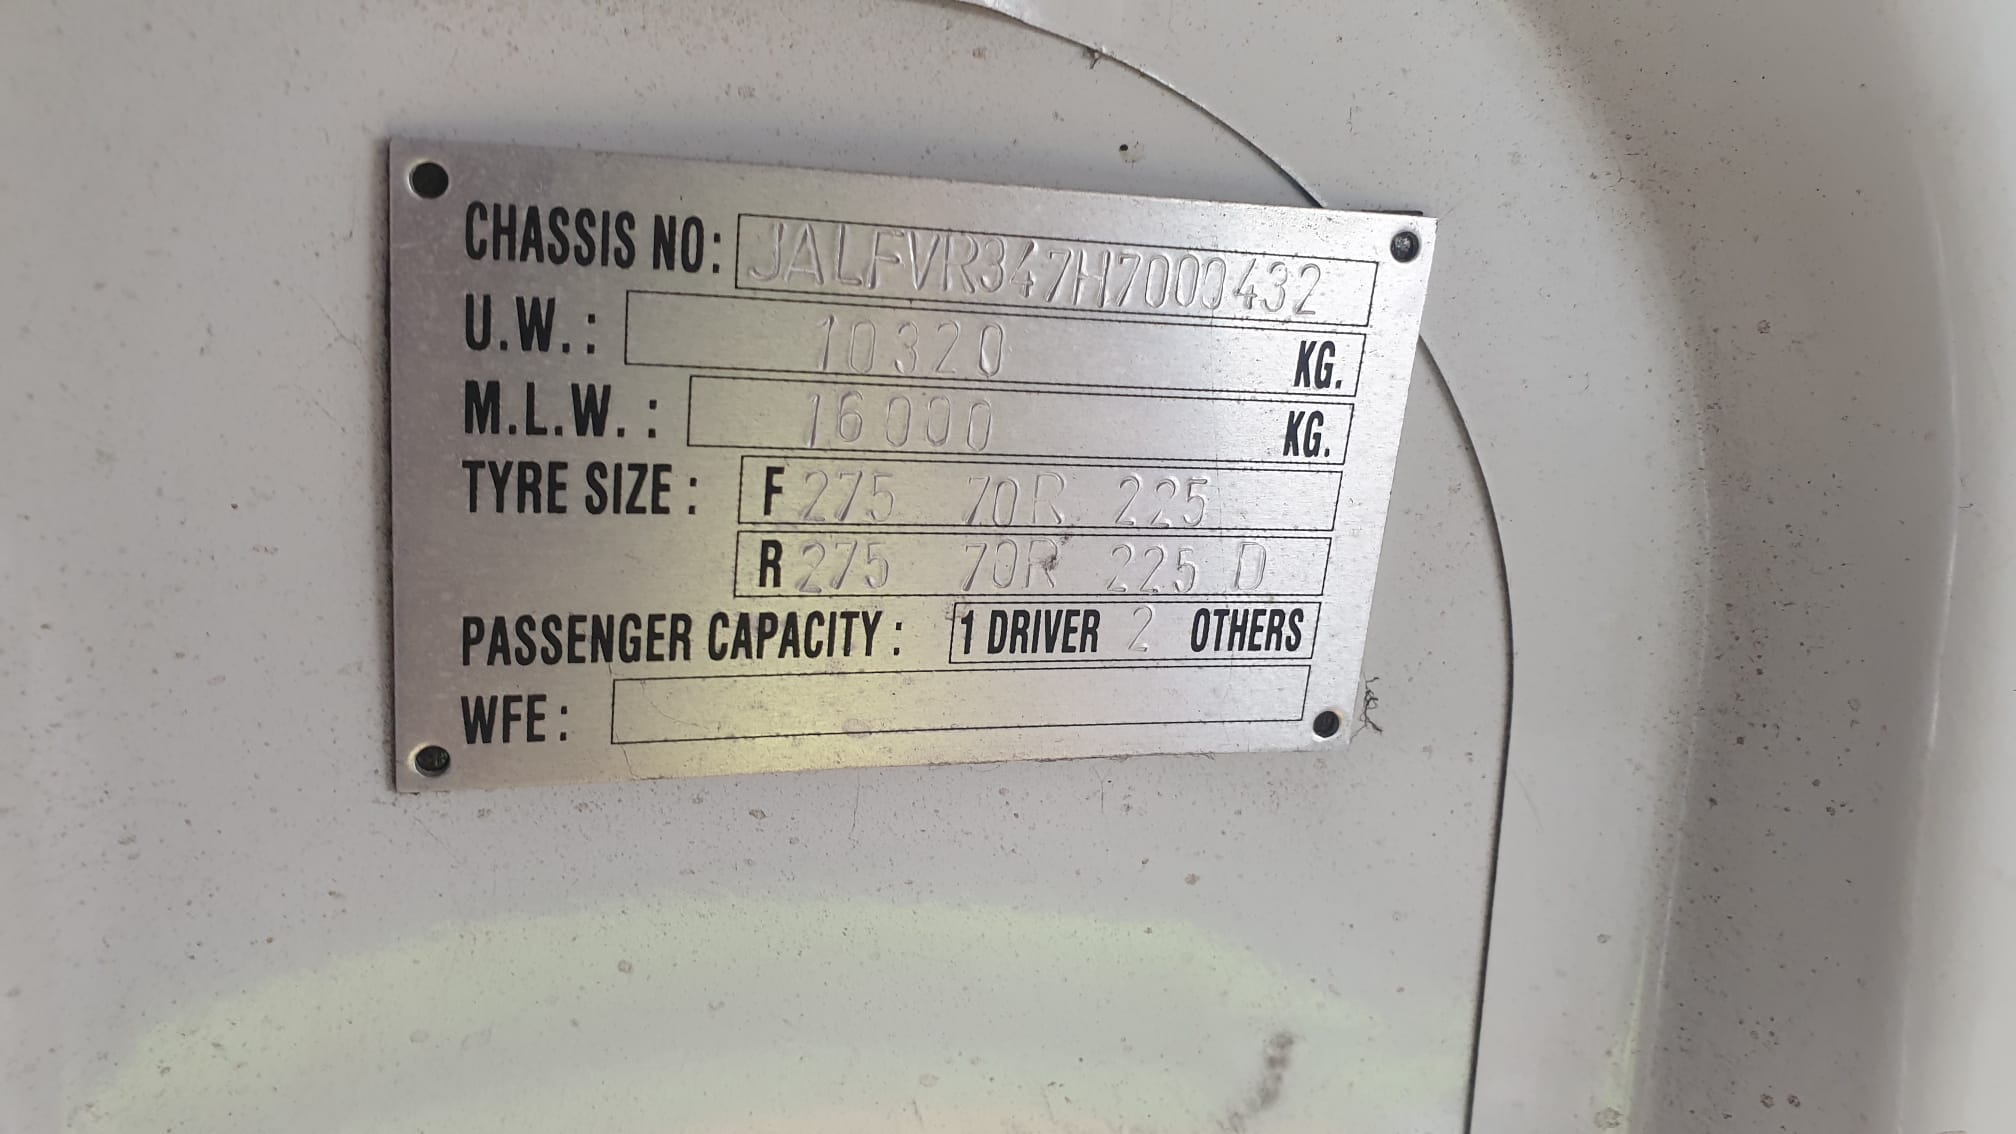 CHASSIS NO: JALFVR347H7000432
U.W.: 10320 KG.
M.L.W.: 16000 KG.
TYRE SIZE: F 275 70R 225
R 275 70R 225 D
PASSENGER CAPACITY: 1 DRIVER 2 OTHERS
WFE: